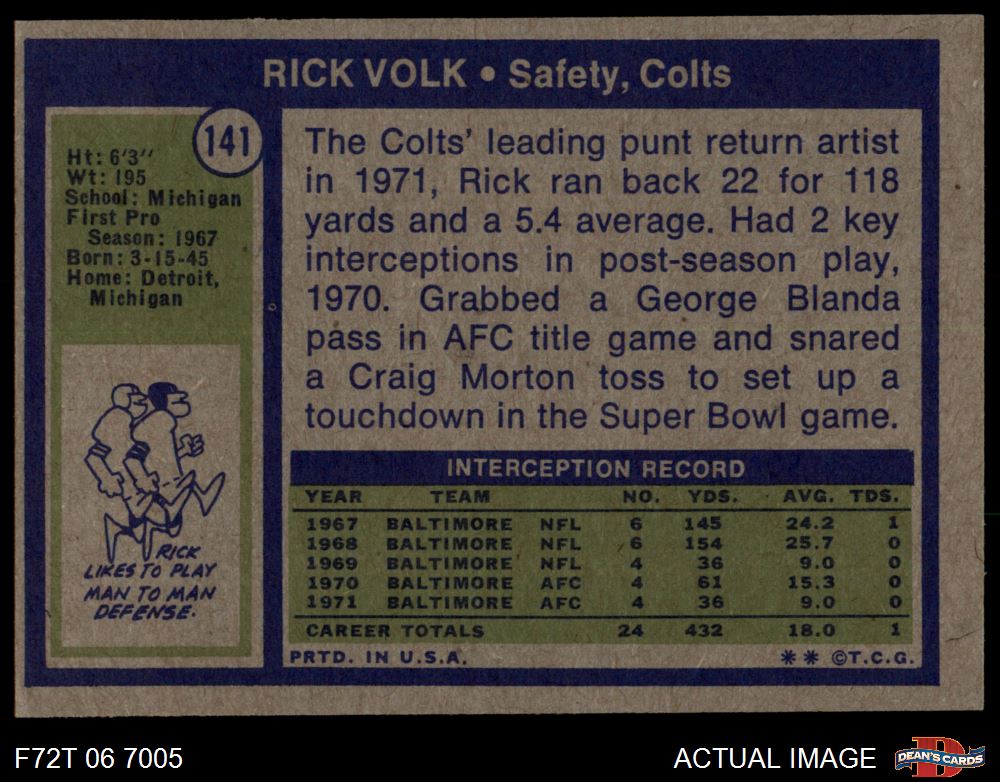 RICK VOLK • Safety, Colts
141
Ht: 6'3"
Wt: 195
School: Michigan
First Pro
Season: 1967
Born: 3-15-45
Home: Detroit,
Michigan
RICK
LIKES TO PLAY
MAN TO MAN
DEFENSE.
The Colts' leading punt return artist
in 1971, Rick ran back 22 for 118
yards and a 5.4 average. Had 2 key
interceptions in post-season play,
1970. Grabbed a George Blanda
pass in AFC title game and snared
a Craig Morton toss to set up a
touchdown in the Super Bowl game.
INTERCEPTION RECORD
YEAR TEAM NO. YDS. AVG. TDS.
1967 BALTIMORE NFL 6 145 24.2 1
1968 BALTIMORE NFL 6 154 25.7 0
1969 BALTIMORE NFL 4 36 9.0 0
1970 BALTIMORE AFC 4 61 15.3 0
1971 BALTIMORE AFC 4 36 9.0 0
CAREER TOTALS 24 432 18.0 1
PRTD. IN U.S.A. ** ©T.C.G.
F72T 06 7005
ACTUAL IMAGE
D
DEAN'S CARDS